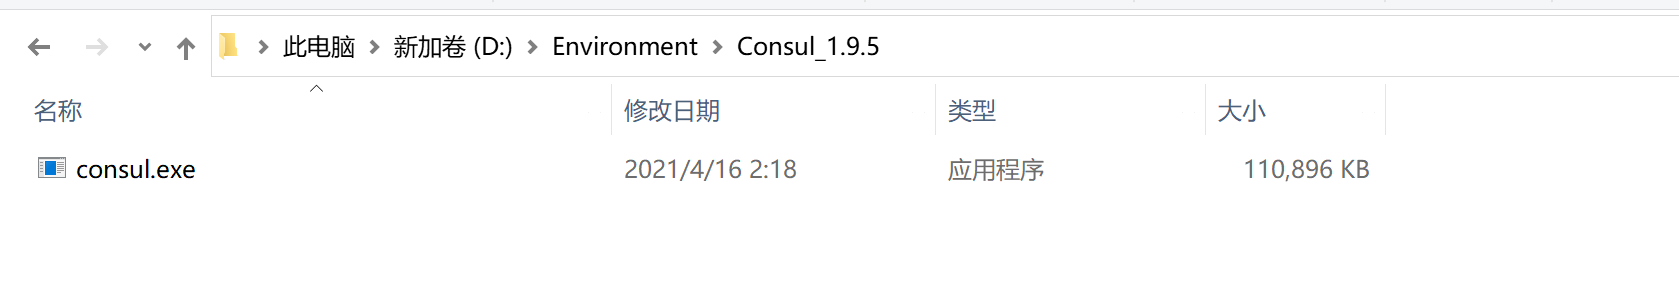 此电脑 > 新加卷 (D:) > Environment > Consul_1.9.5
名称 修改日期 类型 大小
consul.exe 2021/4/16 2:18 应用程序 110,896 KB